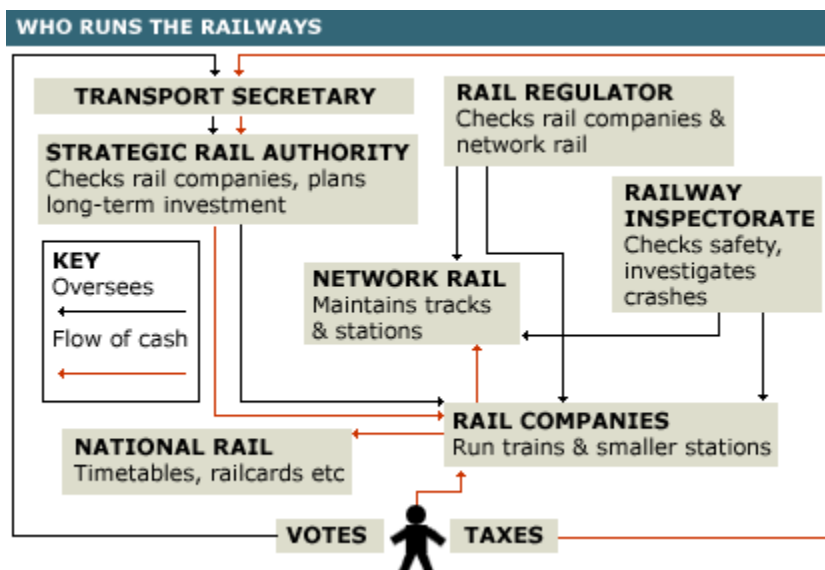 WHO RUNS THE RAILWAYS
TRANSPORT SECRETARY
STRATEGIC RAIL AUTHORITY
Checks rail companies, plans
long-term investment
RAIL REGULATOR
Checks rail companies &
network rail
RAILWAY
INSPECTORATE
Checks safety,
investigates
crashes
KEY
Oversees
Flow of cash
NETWORK RAIL
Maintains tracks
& stations
RAIL COMPANIES
Run trains & smaller stations
NATIONAL RAIL
Timetables, railcards etc
VOTES
TAXES